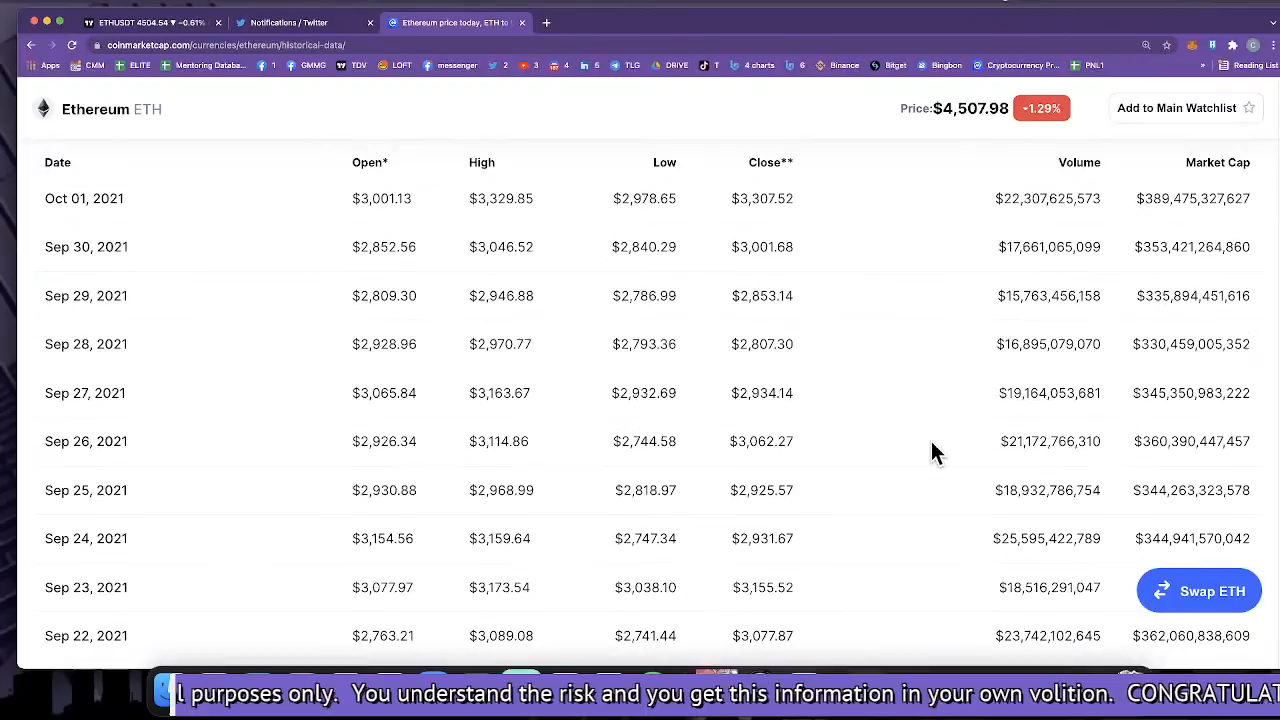 ETHUSDT 4504.54 ▼ −0.61%
Notifications / Twitter
Ethereum price today, ETH to
coinmarketcap.com/currencies/ethereum/historical-data/
Apps CMM ELITE Mentoring Databa... 1 GMMG TDV LOFT messenger 2 3 4 5 TLG DRIVE T 4 charts 6 Binance Bitget Bingbon Cryptocurrency Pr... PNL1 » Reading List
Ethereum ETH Price:$4,507.98 -1.29% Add to Main Watchlist
Date Open* High Low Close** Volume Market Cap
Oct 01, 2021 $3,001.13 $3,329.85 $2,978.65 $3,307.52 $22,307,625,573 $389,475,327,627
Sep 30, 2021 $2,852.56 $3,046.52 $2,840.29 $3,001.68 $17,661,065,099 $353,421,264,860
Sep 29, 2021 $2,809.30 $2,946.88 $2,786.99 $2,853.14 $15,763,456,158 $335,894,451,616
Sep 28, 2021 $2,928.96 $2,970.77 $2,793.36 $2,807.30 $16,895,079,070 $330,459,005,352
Sep 27, 2021 $3,065.84 $3,163.67 $2,932.69 $2,934.14 $19,164,053,681 $345,350,983,222
Sep 26, 2021 $2,926.34 $3,114.86 $2,744.58 $3,062.27 $21,172,766,310 $360,390,447,457
Sep 25, 2021 $2,930.88 $2,968.99 $2,818.97 $2,925.57 $18,932,786,754 $344,263,323,578
Sep 24, 2021 $3,154.56 $3,159.64 $2,747.34 $2,931.67 $25,595,422,789 $344,941,570,042
Sep 23, 2021 $3,077.97 $3,173.54 $3,038.10 $3,155.52 $18,516,291,047
Swap ETH
Sep 22, 2021 $2,763.21 $3,089.08 $2,741.44 $3,077.87 $23,742,102,645 $362,060,838,609
l purposes only. You understand the risk and you get this information in your own volition. CONGRATULAT